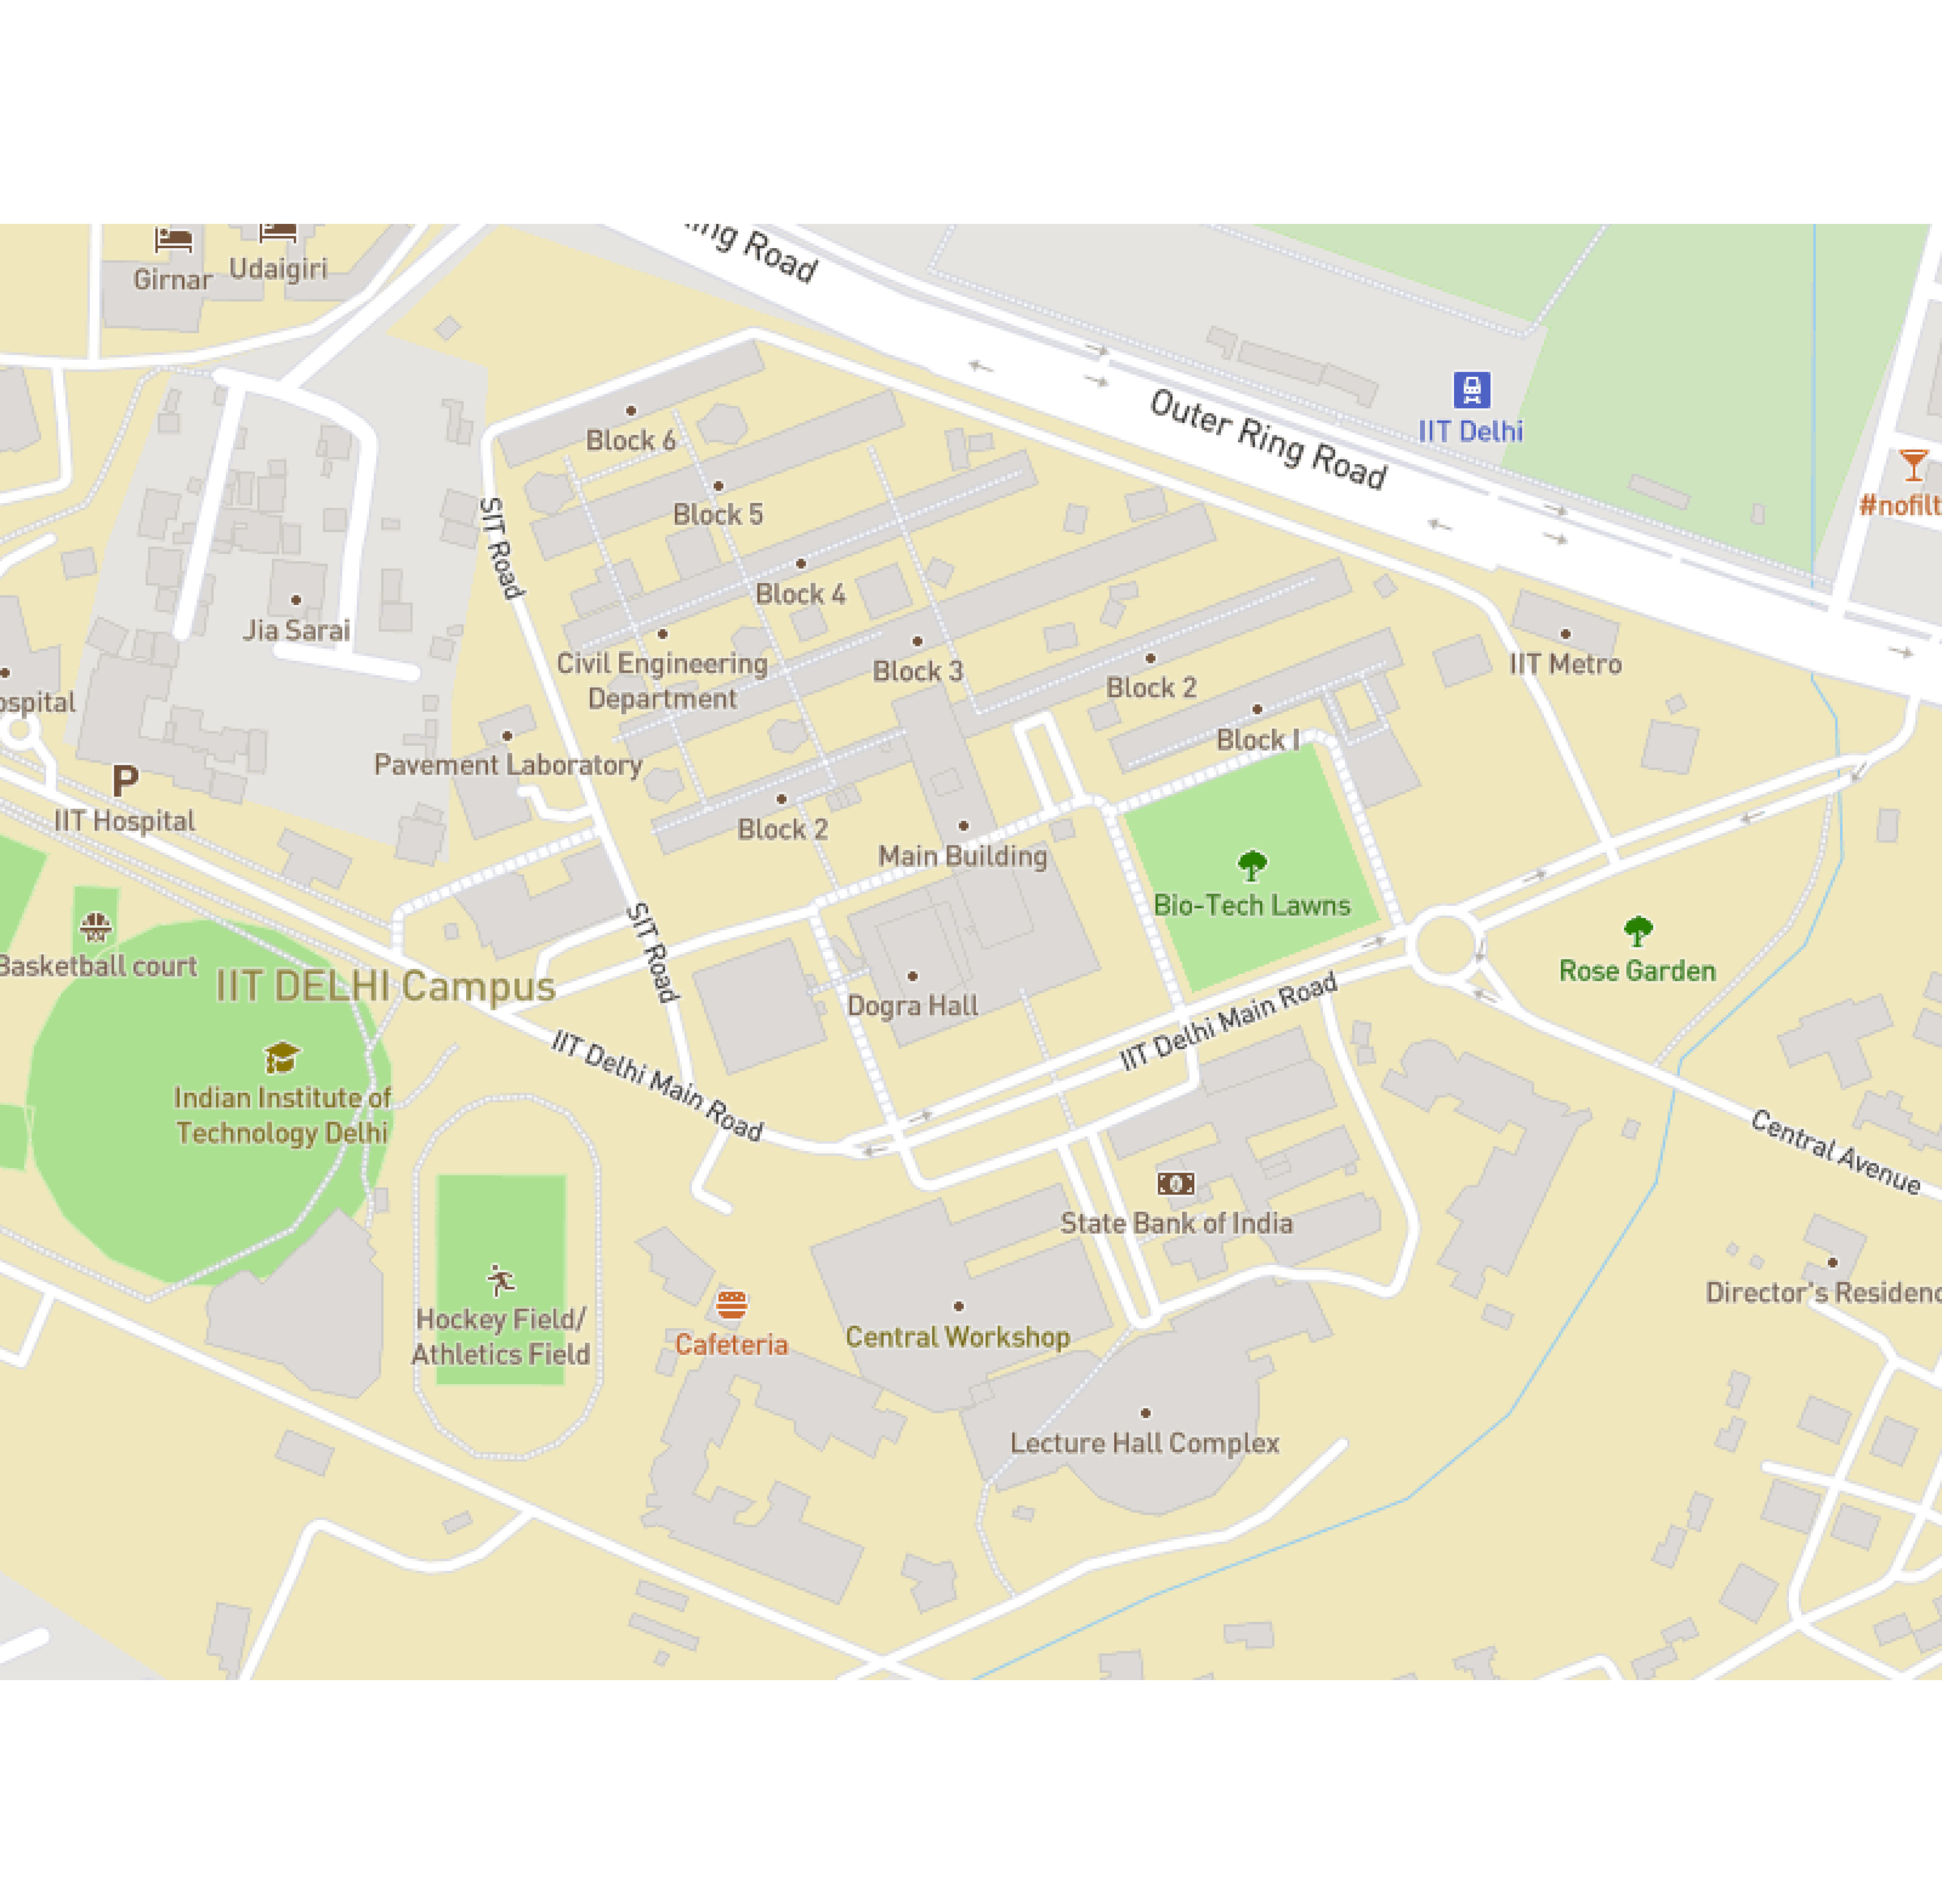 ing Road
Girnar
Udaigiri
Outer Ring Road
IIT Delhi
Block 6
#nofilt
Block 5
SIT Road
Block 4
Jia Sarai
Civil Engineering
Department
Block 3
IIT Metro
Block 2
ospital
Block I
Pavement Laboratory
P
IIT Hospital
Block 2
Main Building
Bio-Tech Lawns
SIT Road
Basketball court
Rose Garden
IIT DELHI Campus
Dogra Hall
IIT Delhi Main Road
IIT Delhi Main Road
Indian Institute of
Technology Delhi
Central Avenue
State Bank of India
Director's Residenc
Hockey Field/
Athletics Field
Cafeteria
Central Workshop
Lecture Hall Complex